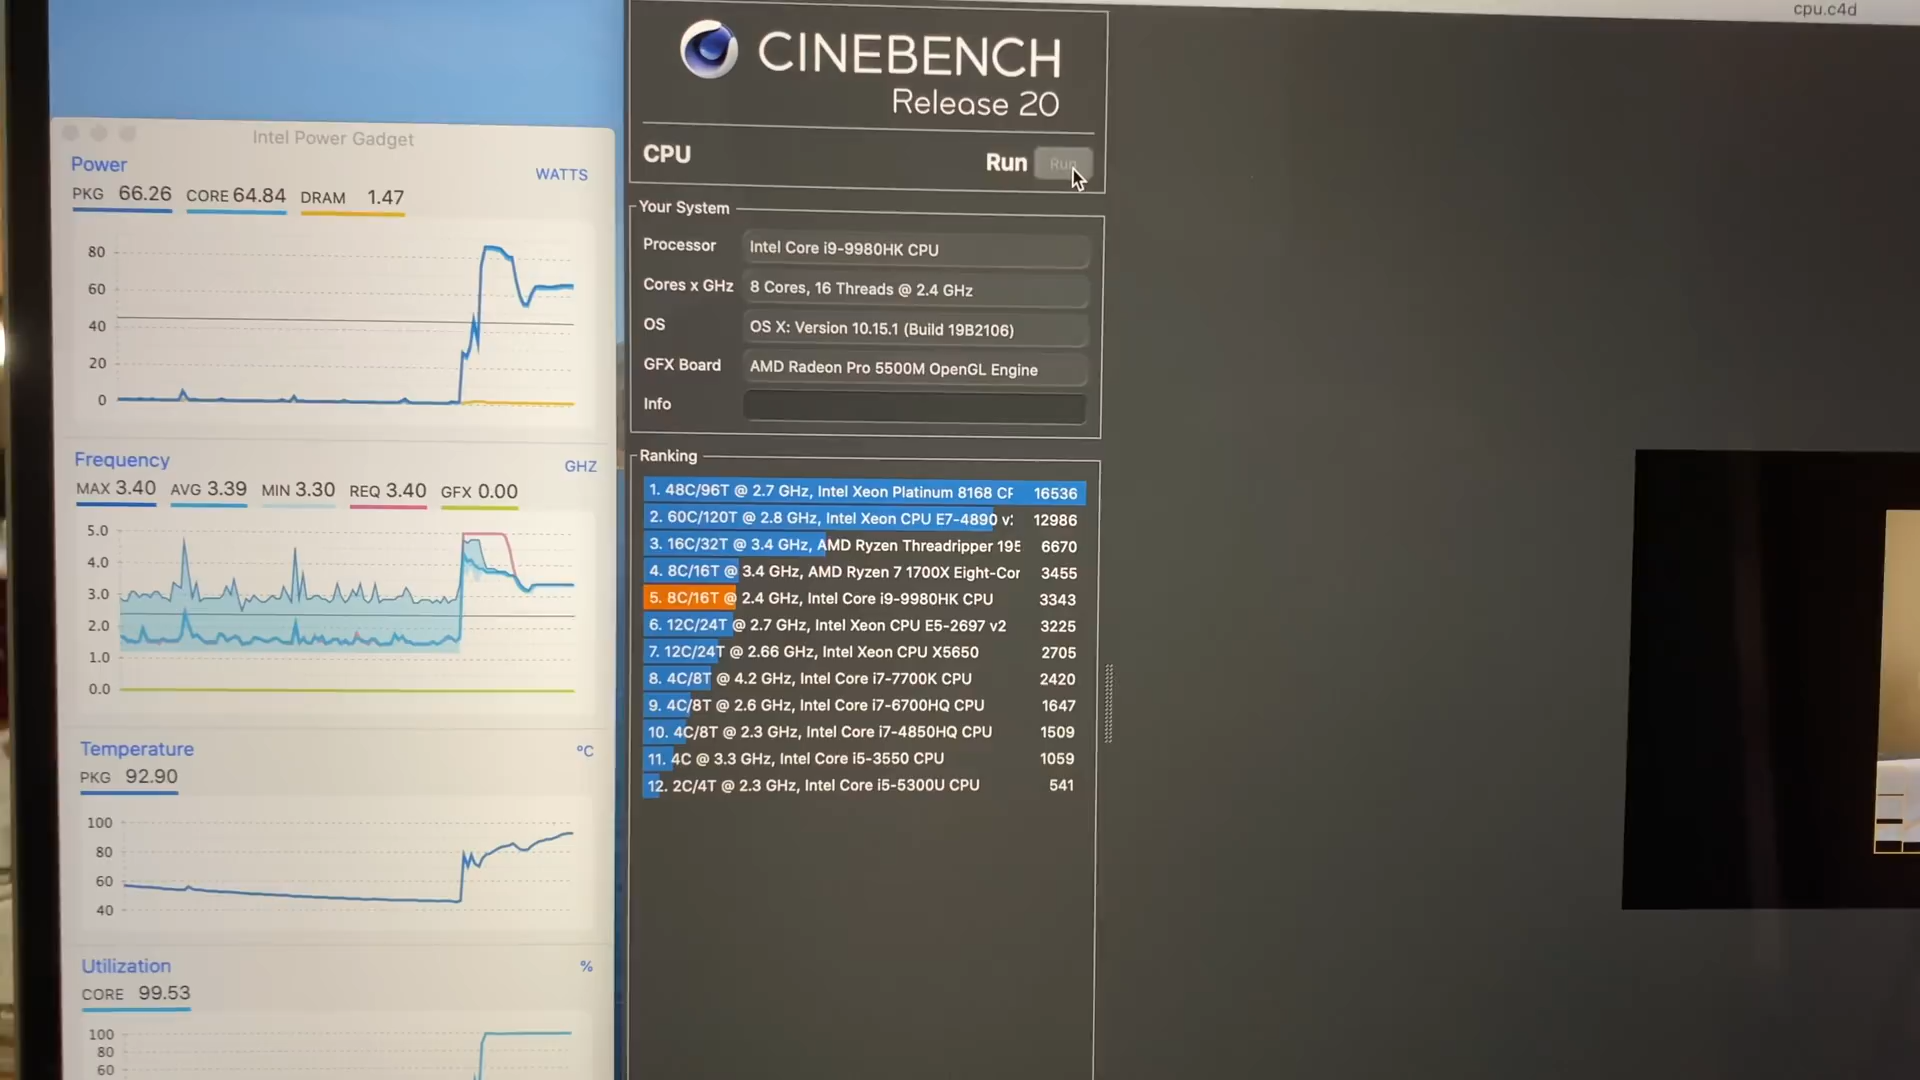 cpu.c4d
CINEBENCH
Release 20
CPU
Run Run
Your System
Processor Intel Core i9-9980HK CPU
Cores x GHz 8 Cores, 16 Threads @ 2.4 GHz
OS OS X: Version 10.15.1 (Build 19B2106)
GFX Board AMD Radeon Pro 5500M OpenGL Engine
Info
Ranking
1. 48C/96T @ 2.7 GHz, Intel Xeon Platinum 8168 CP 16536
2. 60C/120T @ 2.8 GHz, Intel Xeon CPU E7-4890 v2 12986
3. 16C/32T @ 3.4 GHz, AMD Ryzen Threadripper 195 6670
4. 8C/16T @ 3.4 GHz, AMD Ryzen 7 1700X Eight-Cor 3455
5. 8C/16T @ 2.4 GHz, Intel Core i9-9980HK CPU 3343
6. 12C/24T @ 2.7 GHz, Intel Xeon CPU E5-2697 v2 3225
7. 12C/24T @ 2.66 GHz, Intel Xeon CPU X5650 2705
8. 4C/8T @ 4.2 GHz, Intel Core i7-7700K CPU 2420
9. 4C/8T @ 2.6 GHz, Intel Core i7-6700HQ CPU 1647
10. 4C/8T @ 2.3 GHz, Intel Core i7-4850HQ CPU 1509
11. 4C @ 3.3 GHz, Intel Core i5-3550 CPU 1059
12. 2C/4T @ 2.3 GHz, Intel Core i5-5300U CPU 541
Intel Power Gadget
Power WATTS
PKG 66.26 CORE 64.84 DRAM 1.47
80
60
40
20
0
Frequency GHZ
MAX 3.40 AVG 3.39 MIN 3.30 REQ 3.40 GFX 0.00
5.0
4.0
3.0
2.0
1.0
0.0
Temperature °C
PKG 92.90
100
80
60
40
Utilization %
CORE 99.53
100
80
60